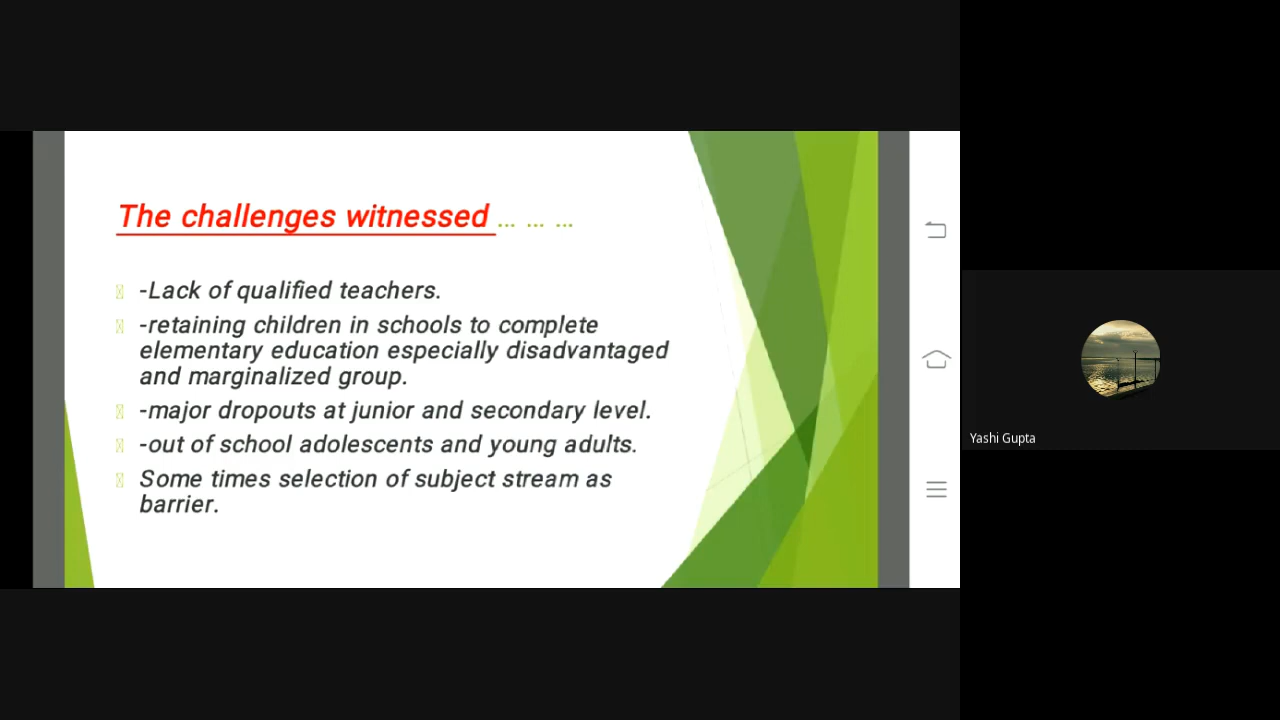 The challenges witnessed ... ... ...
-Lack of qualified teachers.
-retaining children in schools to complete
elementary education especially disadvantaged
and marginalized group.
-major dropouts at junior and secondary level.
-out of school adolescents and young adults.
Some times selection of subject stream as
barrier.
Yashi Gupta